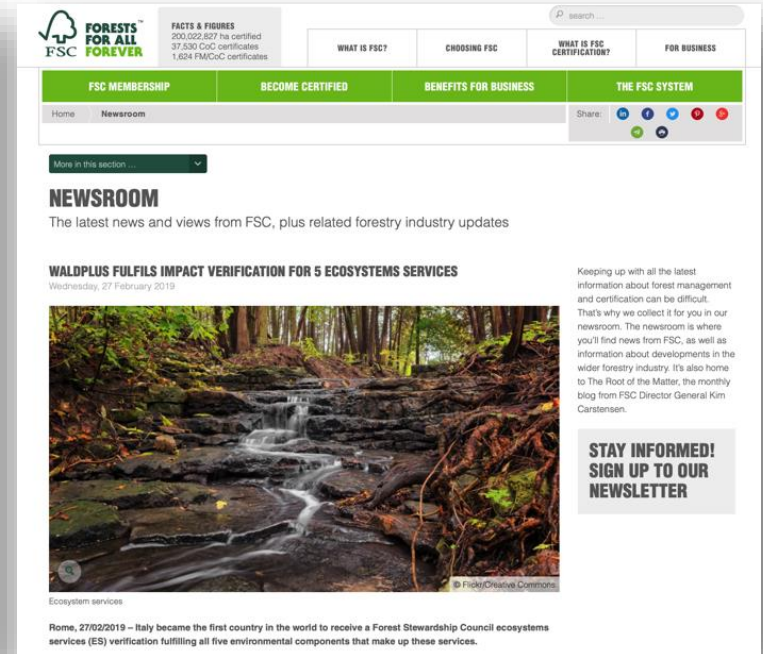 FORESTS
FOR ALL
FOREVER™
FSC
FACTS & FIGURES
200,022,827 ha certified
37,530 CoC certificates
1,624 FM/CoC certificates
search ...
WHAT IS FSC?
CHOOSING FSC
WHAT IS FSC
CERTIFICATION?
FOR BUSINESS
FSC MEMBERSHIP
BECOME CERTIFIED
BENEFITS FOR BUSINESS
THE FSC SYSTEM
Home
Newsroom
Share:
More in this section ...
NEWSROOM
The latest news and views from FSC, plus related forestry industry updates
WALDPLUS FULFILS IMPACT VERIFICATION FOR 5 ECOSYSTEMS SERVICES
Wednesday, 27 February 2019
© Flickr/Creative Commons
Ecosystem services
Rome, 27/02/2019 – Italy became the first country in the world to receive a Forest Stewardship Council ecosystems
services (ES) verification fulfilling all five environmental components that make up these services.
Keeping up with all the latest
information about forest management
and certification can be difficult.
That's why we collect it for you in our
newsroom. The newsroom is where
you'll find news from FSC, as well as
information about developments in the
wider forestry industry. It's also home
to The Root of the Matter, the monthly
blog from FSC Director General Kim
Carstensen.
STAY INFORMED!
SIGN UP TO OUR
NEWSLETTER